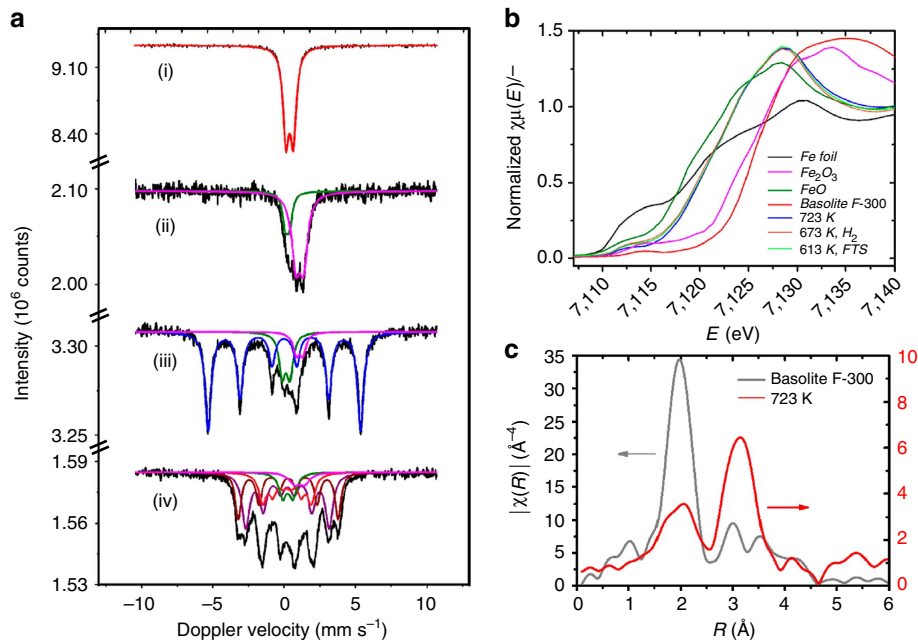 a
(i)
9.10
8.40
(ii)
2.10
2.00
(iii)
3.30
3.25
(iv)
1.59
1.56
1.53
Intensity (10⁶ counts)
–10 –5 0 5 10
Doppler velocity (mm s⁻¹)
b
Normalized χμ(E)/–
1.5
1.0
0.5
0.0
Fe foil
Fe₂O₃
FeO
Basolite F-300
723 K
673 K, H₂
613 K, FTS
7,110 7,115 7,120 7,125 7,130 7,135 7,140
E (eV)
c
|χ(R)| (Å⁻⁴)
35
30
25
20
15
10
5
0
Basolite F-300
723 K
10
8
6
4
2
0
0 1 2 3 4 5 6
R (Å)